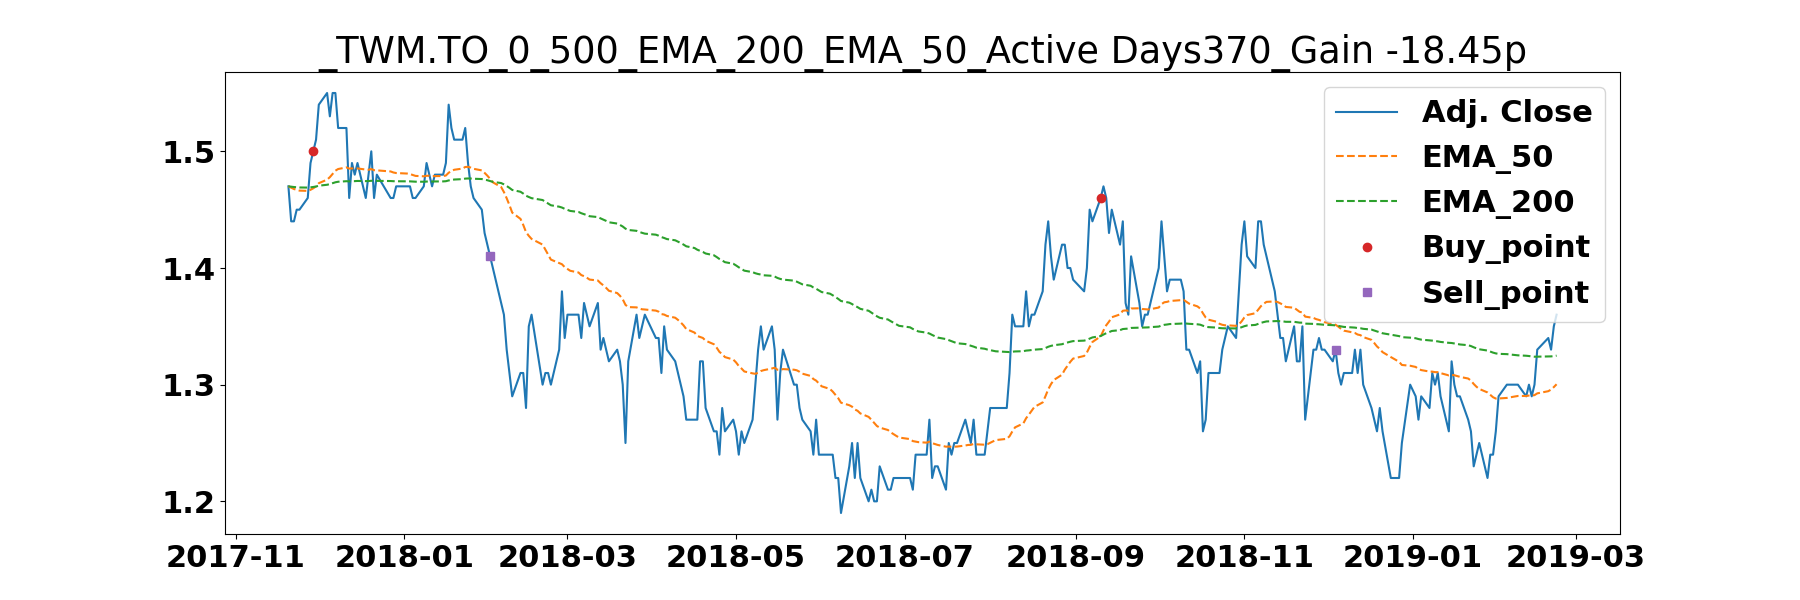 _TWM.TO_0_500_EMA_200_EMA_50_Active Days370_Gain -18.45p
Adj. Close
EMA_50
EMA_200
Buy_point
Sell_point
1.5
1.4
1.3
1.2
2017-11 2018-01 2018-03 2018-05 2018-07 2018-09 2018-11 2019-01 2019-03